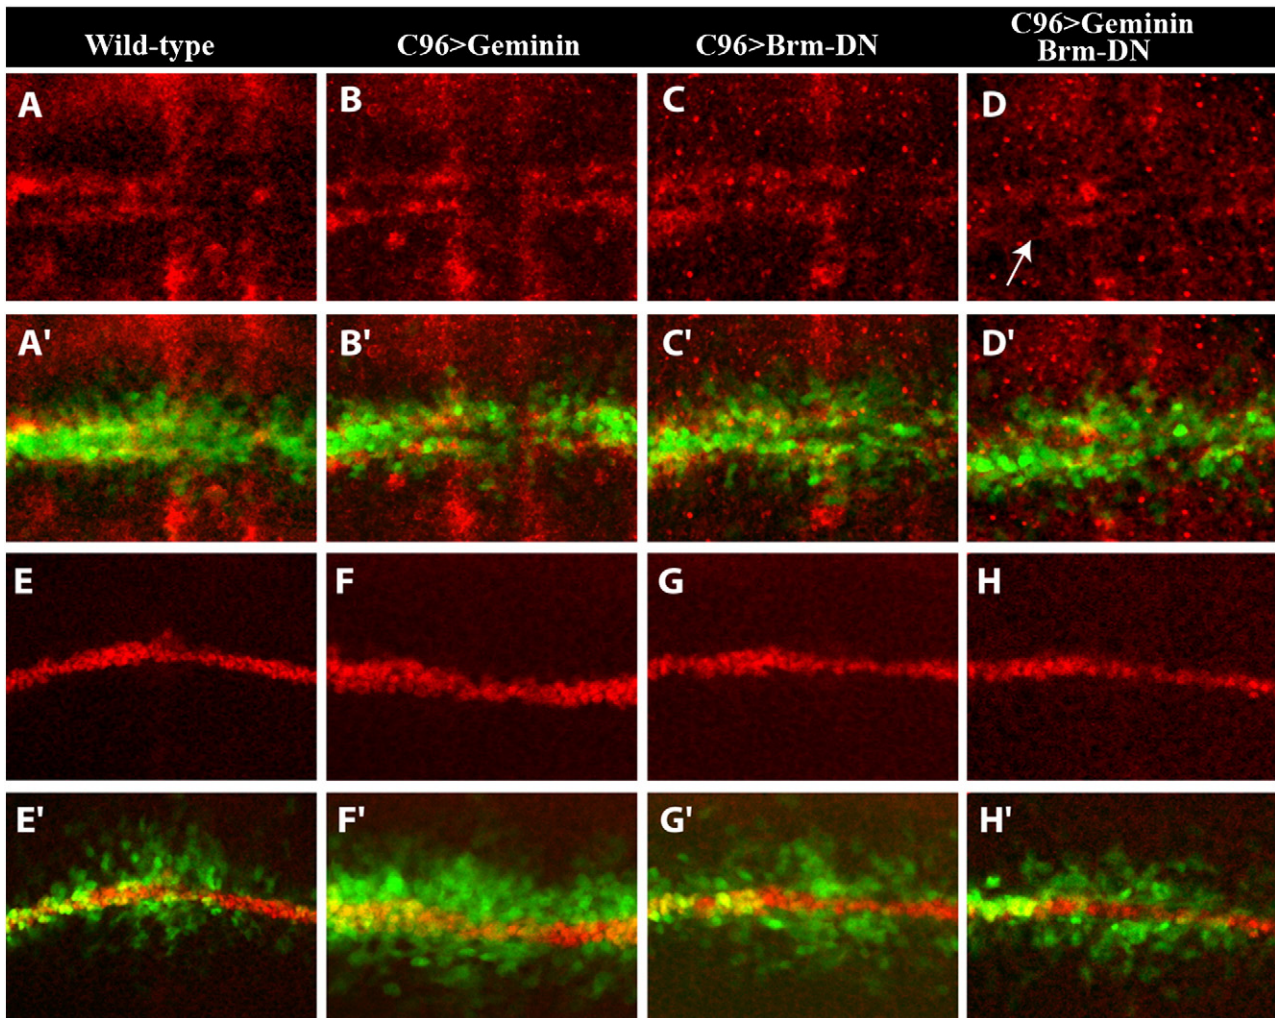 Wild-type C96>Geminin C96>Brm-DN C96>Geminin
Brm-DN
A B C D
A' B' C' D'
E F G H
E' F' G' H'